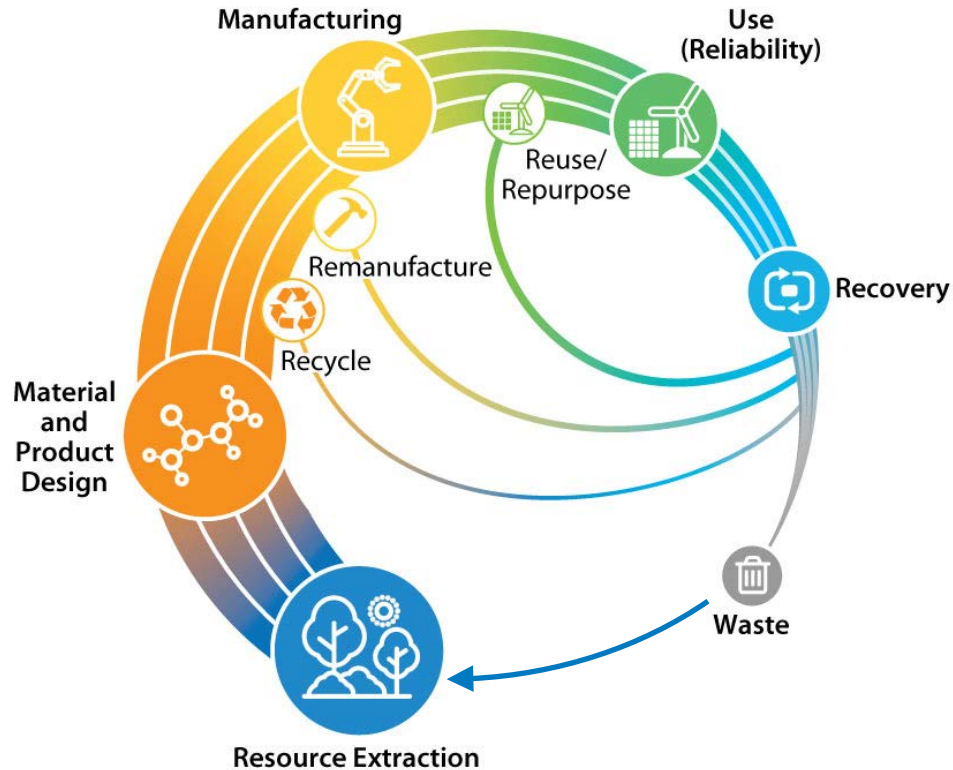 Manufacturing
Use
(Reliability)
Reuse/
Repurpose
Remanufacture
Recovery
Recycle
Material
and
Product
Design
Waste
Resource Extraction